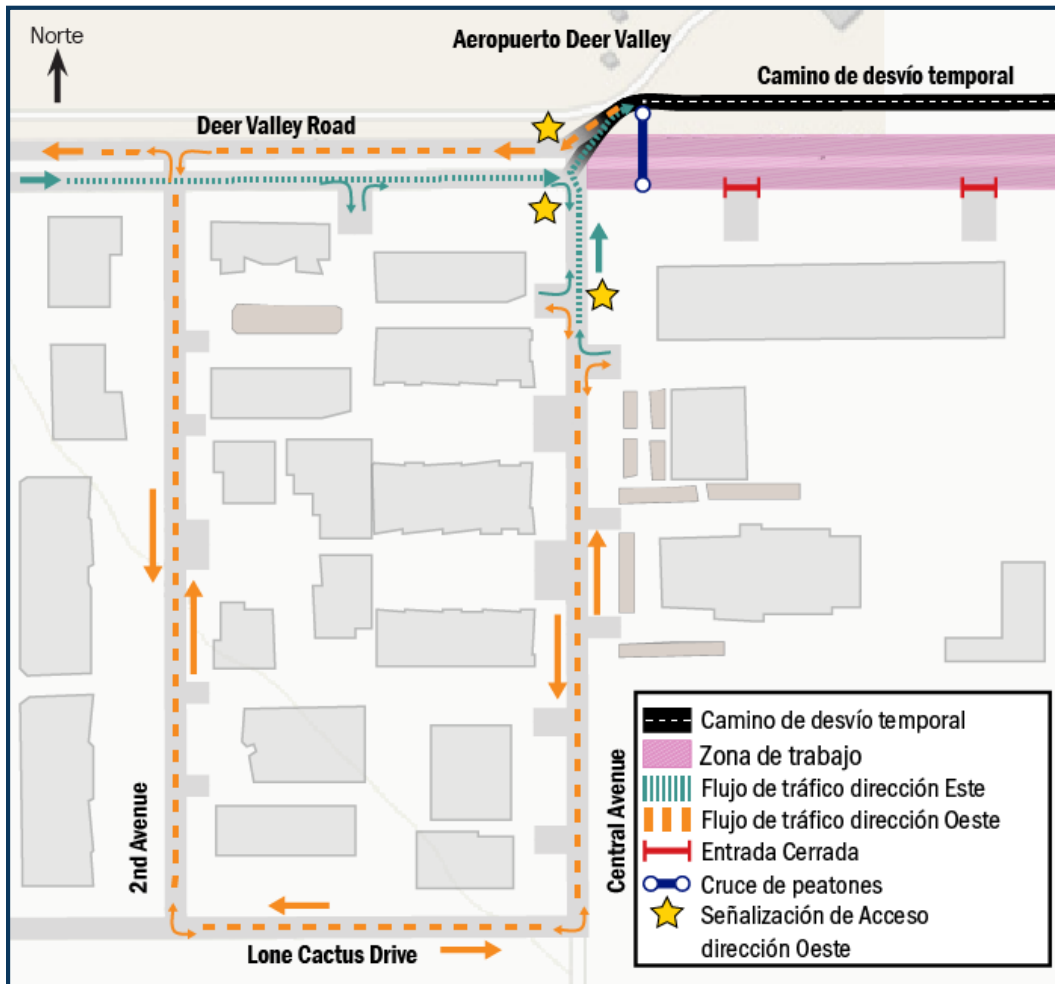 Norte
Aeropuerto Deer Valley
Camino de desvío temporal
Deer Valley Road
2nd Avenue
Central Avenue
Lone Cactus Drive
Camino de desvío temporal
Zona de trabajo
Flujo de tráfico dirección Este
Flujo de tráfico dirección Oeste
Entrada Cerrada
Cruce de peatones
Señalización de Acceso
dirección Oeste